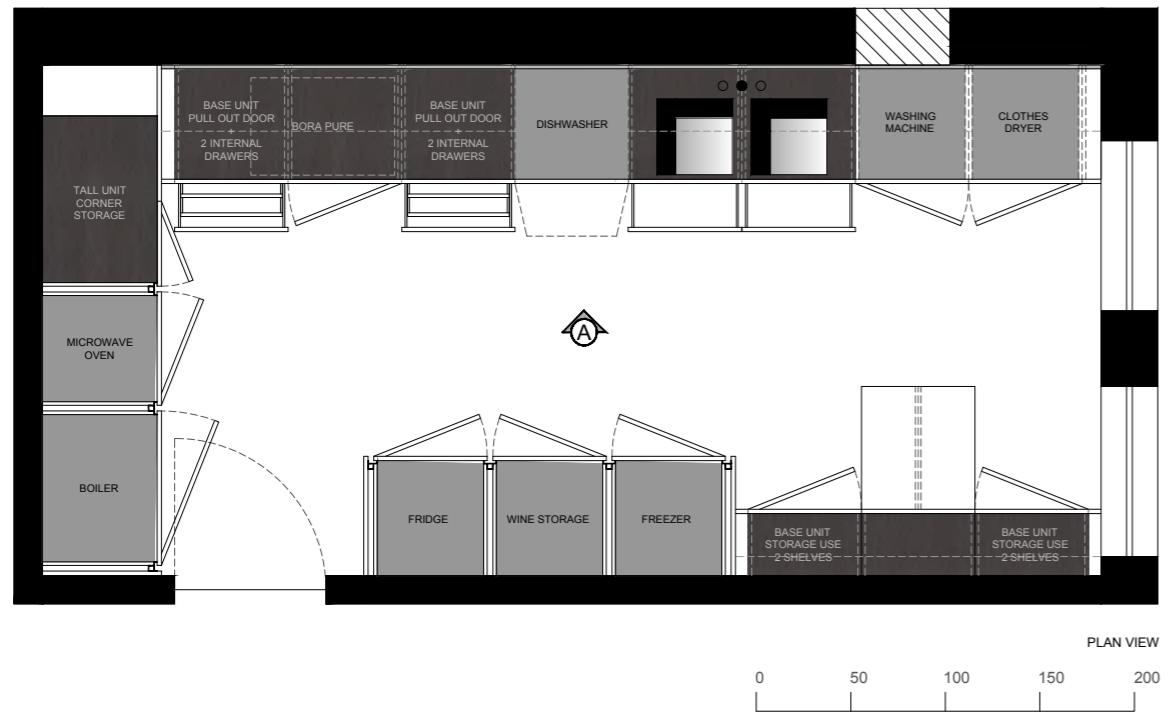 BASE UNIT
PULL OUT DOOR
+
2 INTERNAL
DRAWERS
BORA PURE
BASE UNIT
PULL OUT DOOR
+
2 INTERNAL
DRAWERS
DISHWASHER
WASHING
MACHINE
CLOTHES
DRYER
TALL UNIT
CORNER
STORAGE
MICROWAVE
OVEN
BOILER
A
FRIDGE
WINE STORAGE
FREEZER
BASE UNIT
STORAGE USE
2 SHELVES
BASE UNIT
STORAGE USE
2 SHELVES
PLAN VIEW
0 50 100 150 200